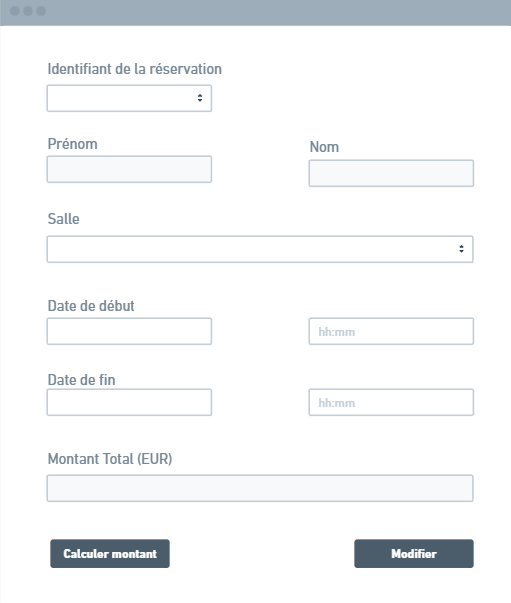 Identifiant de la réservation
Prénom
Nom
Salle
Date de début
hh:mm
Date de fin
hh:mm
Montant Total (EUR)
Calculer montant
Modifier